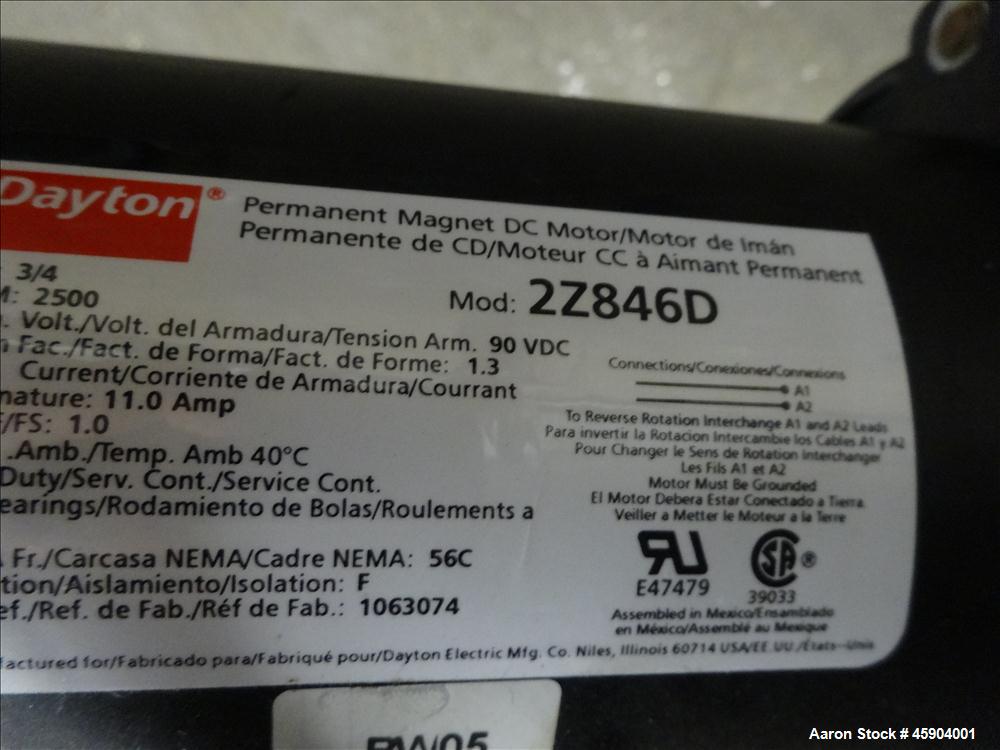 Dayton®
Permanent Magnet DC Motor/Motor de Imán
Permanente de CD/Moteur CC à Aimant Permanent
3/4
: 2500
Mod: 2Z846D
. Volt./Volt. del Armadura/Tension Arm. 90 VDC
Fac./Fact. de Forma/Fact. de Forme: 1.3
Current/Corriente de Armadura/Courrant
nature: 11.0 Amp
/FS: 1.0
.Amb./Temp. Amb 40°C
Duty/Serv. Cont./Service Cont.
earings/Rodamiento de Bolas/Roulements a
Fr./Carcasa NEMA/Cadre NEMA: 56C
tion/Aislamiento/Isolation: F
ef./Ref. de Fab./Réf de Fab.: 1063074
Connections/Conexiones/Connexions
A1
A2
To Reverse Rotation Interchange A1 and A2 Leads
Para invertir la Rotacion Intercambie los Cables A1 y A2
Pour Changer le Sens de Rotation Interchanger
Les Fils A1 et A2
Motor Must Be Grounded
El Motor Debera Estar Conectado a Tierra
Veiller a Metter le Moteur a la Terre
E47479
SA®
39033
Assembled in Mexico/Ensamblado
en México/Assemblé au Mexique
factured for/Fabricado para/Fabriqué pour/Dayton Electric Mfg. Co. Niles, Illinois 60714 USA/EE.UU./États-Unis
Aaron Stock # 45904001